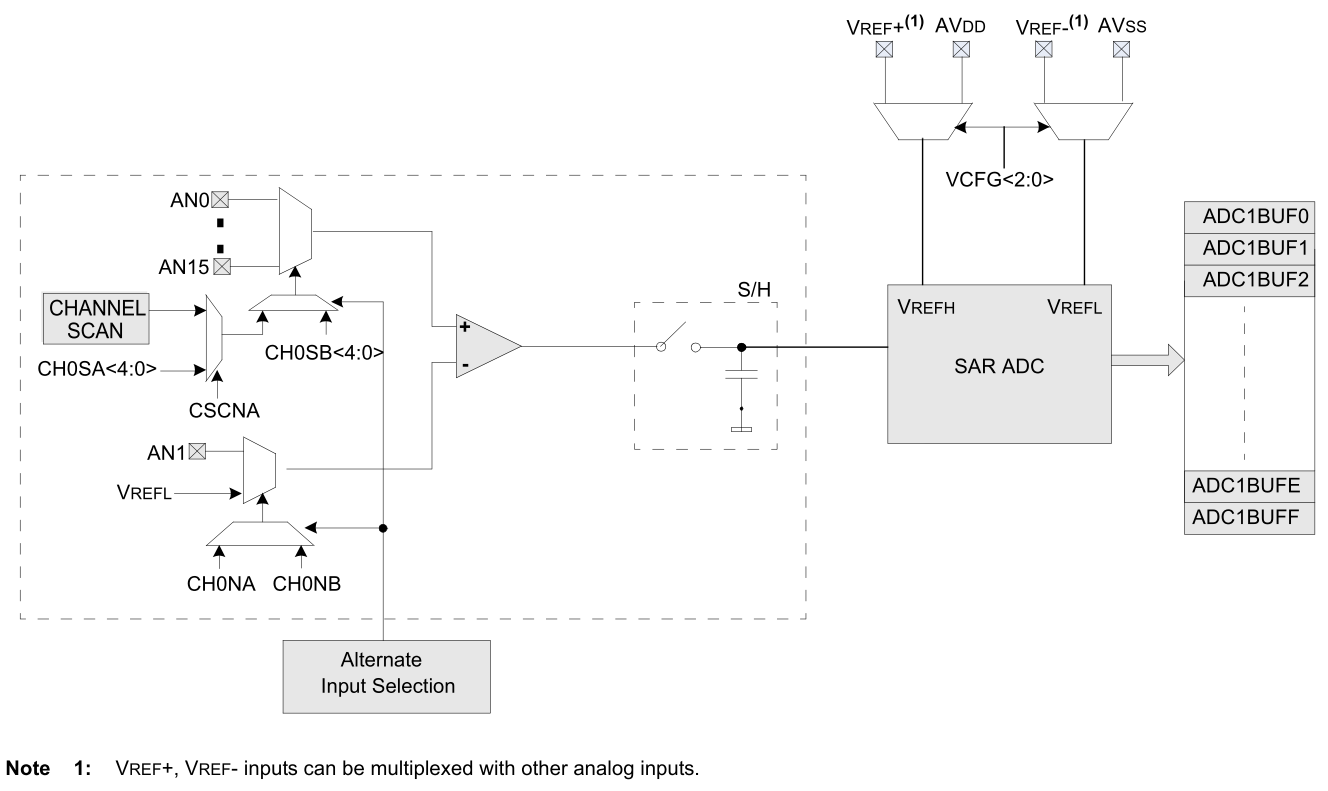 VREF+(1) AVDD VREF-(1) AVSS
VCFG<2:0>
AN0
AN15
CHANNEL
SCAN
CH0SA<4:0>
CH0SB<4:0>
CSCNA
AN1
VREFL
CH0NA CH0NB
+
-
S/H
VREFH VREFL
SAR ADC
ADC1BUF0
ADC1BUF1
ADC1BUF2
ADC1BUFE
ADC1BUFF
Alternate
Input Selection
Note 1: VREF+, VREF- inputs can be multiplexed with other analog inputs.